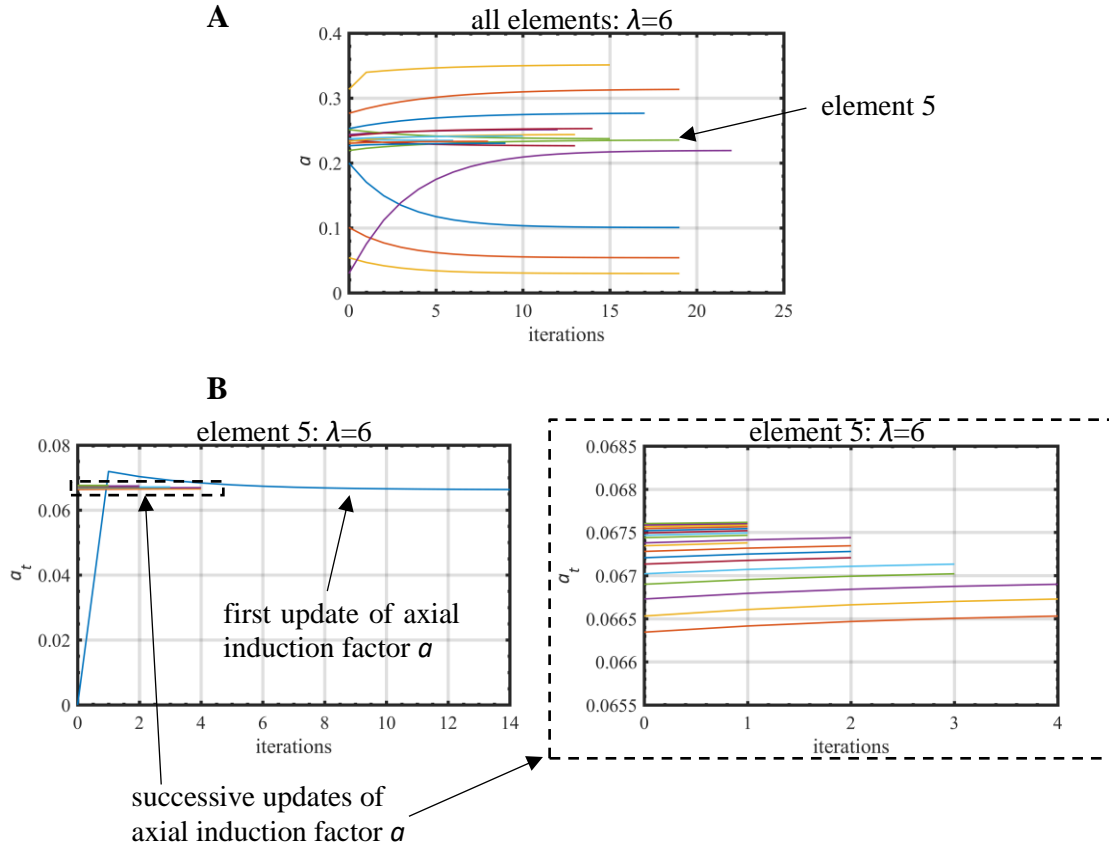 A
all elements: λ=6
0.4
0.3
0.2
0.1
0
a
0 5 10 15 20 25
iterations
element 5
B
element 5: λ=6
0.08
0.06
0.04
0.02
0
a_t
0 2 4 6 8 10 12 14
iterations
first update of axial
induction factor a
element 5: λ=6
0.0685
0.068
0.0675
0.067
0.0665
0.066
0.0655
a_t
0 1 2 3 4
iterations
successive updates of
axial induction factor a